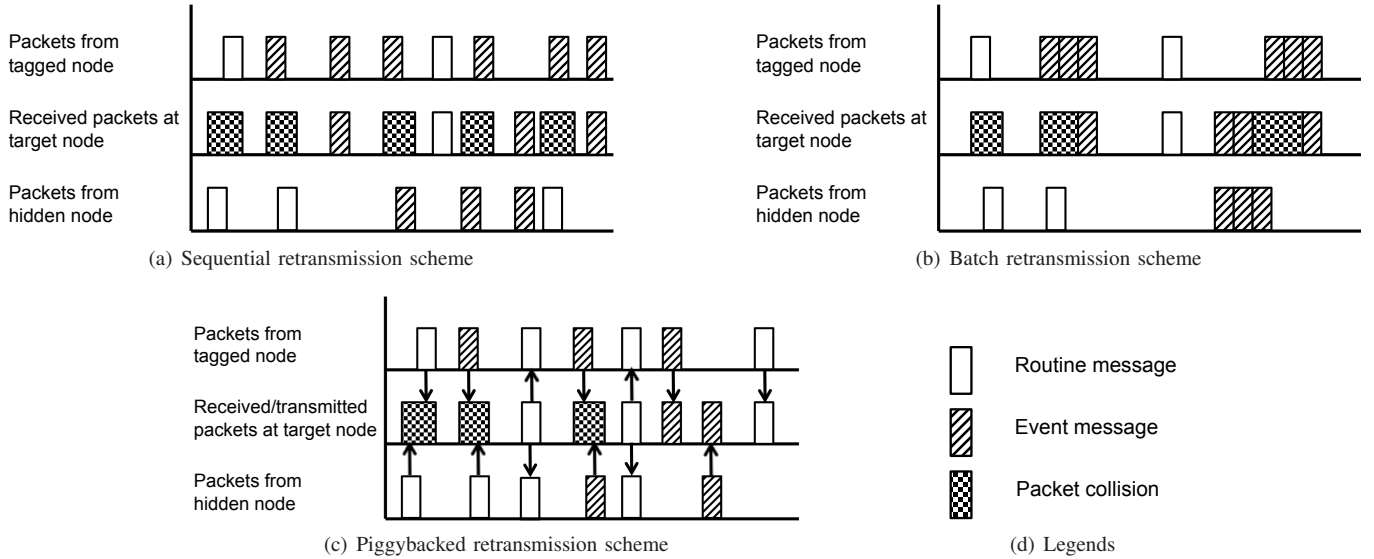 Packets from
tagged node
Received packets at
target node
Packets from
hidden node
(a) Sequential retransmission scheme
Packets from
tagged node
Received packets at
target node
Packets from
hidden node
(b) Batch retransmission scheme
Packets from
tagged node
Received/transmitted
packets at target node
Packets from
hidden node
(c) Piggybacked retransmission scheme
Routine message
Event message
Packet collision
(d) Legends